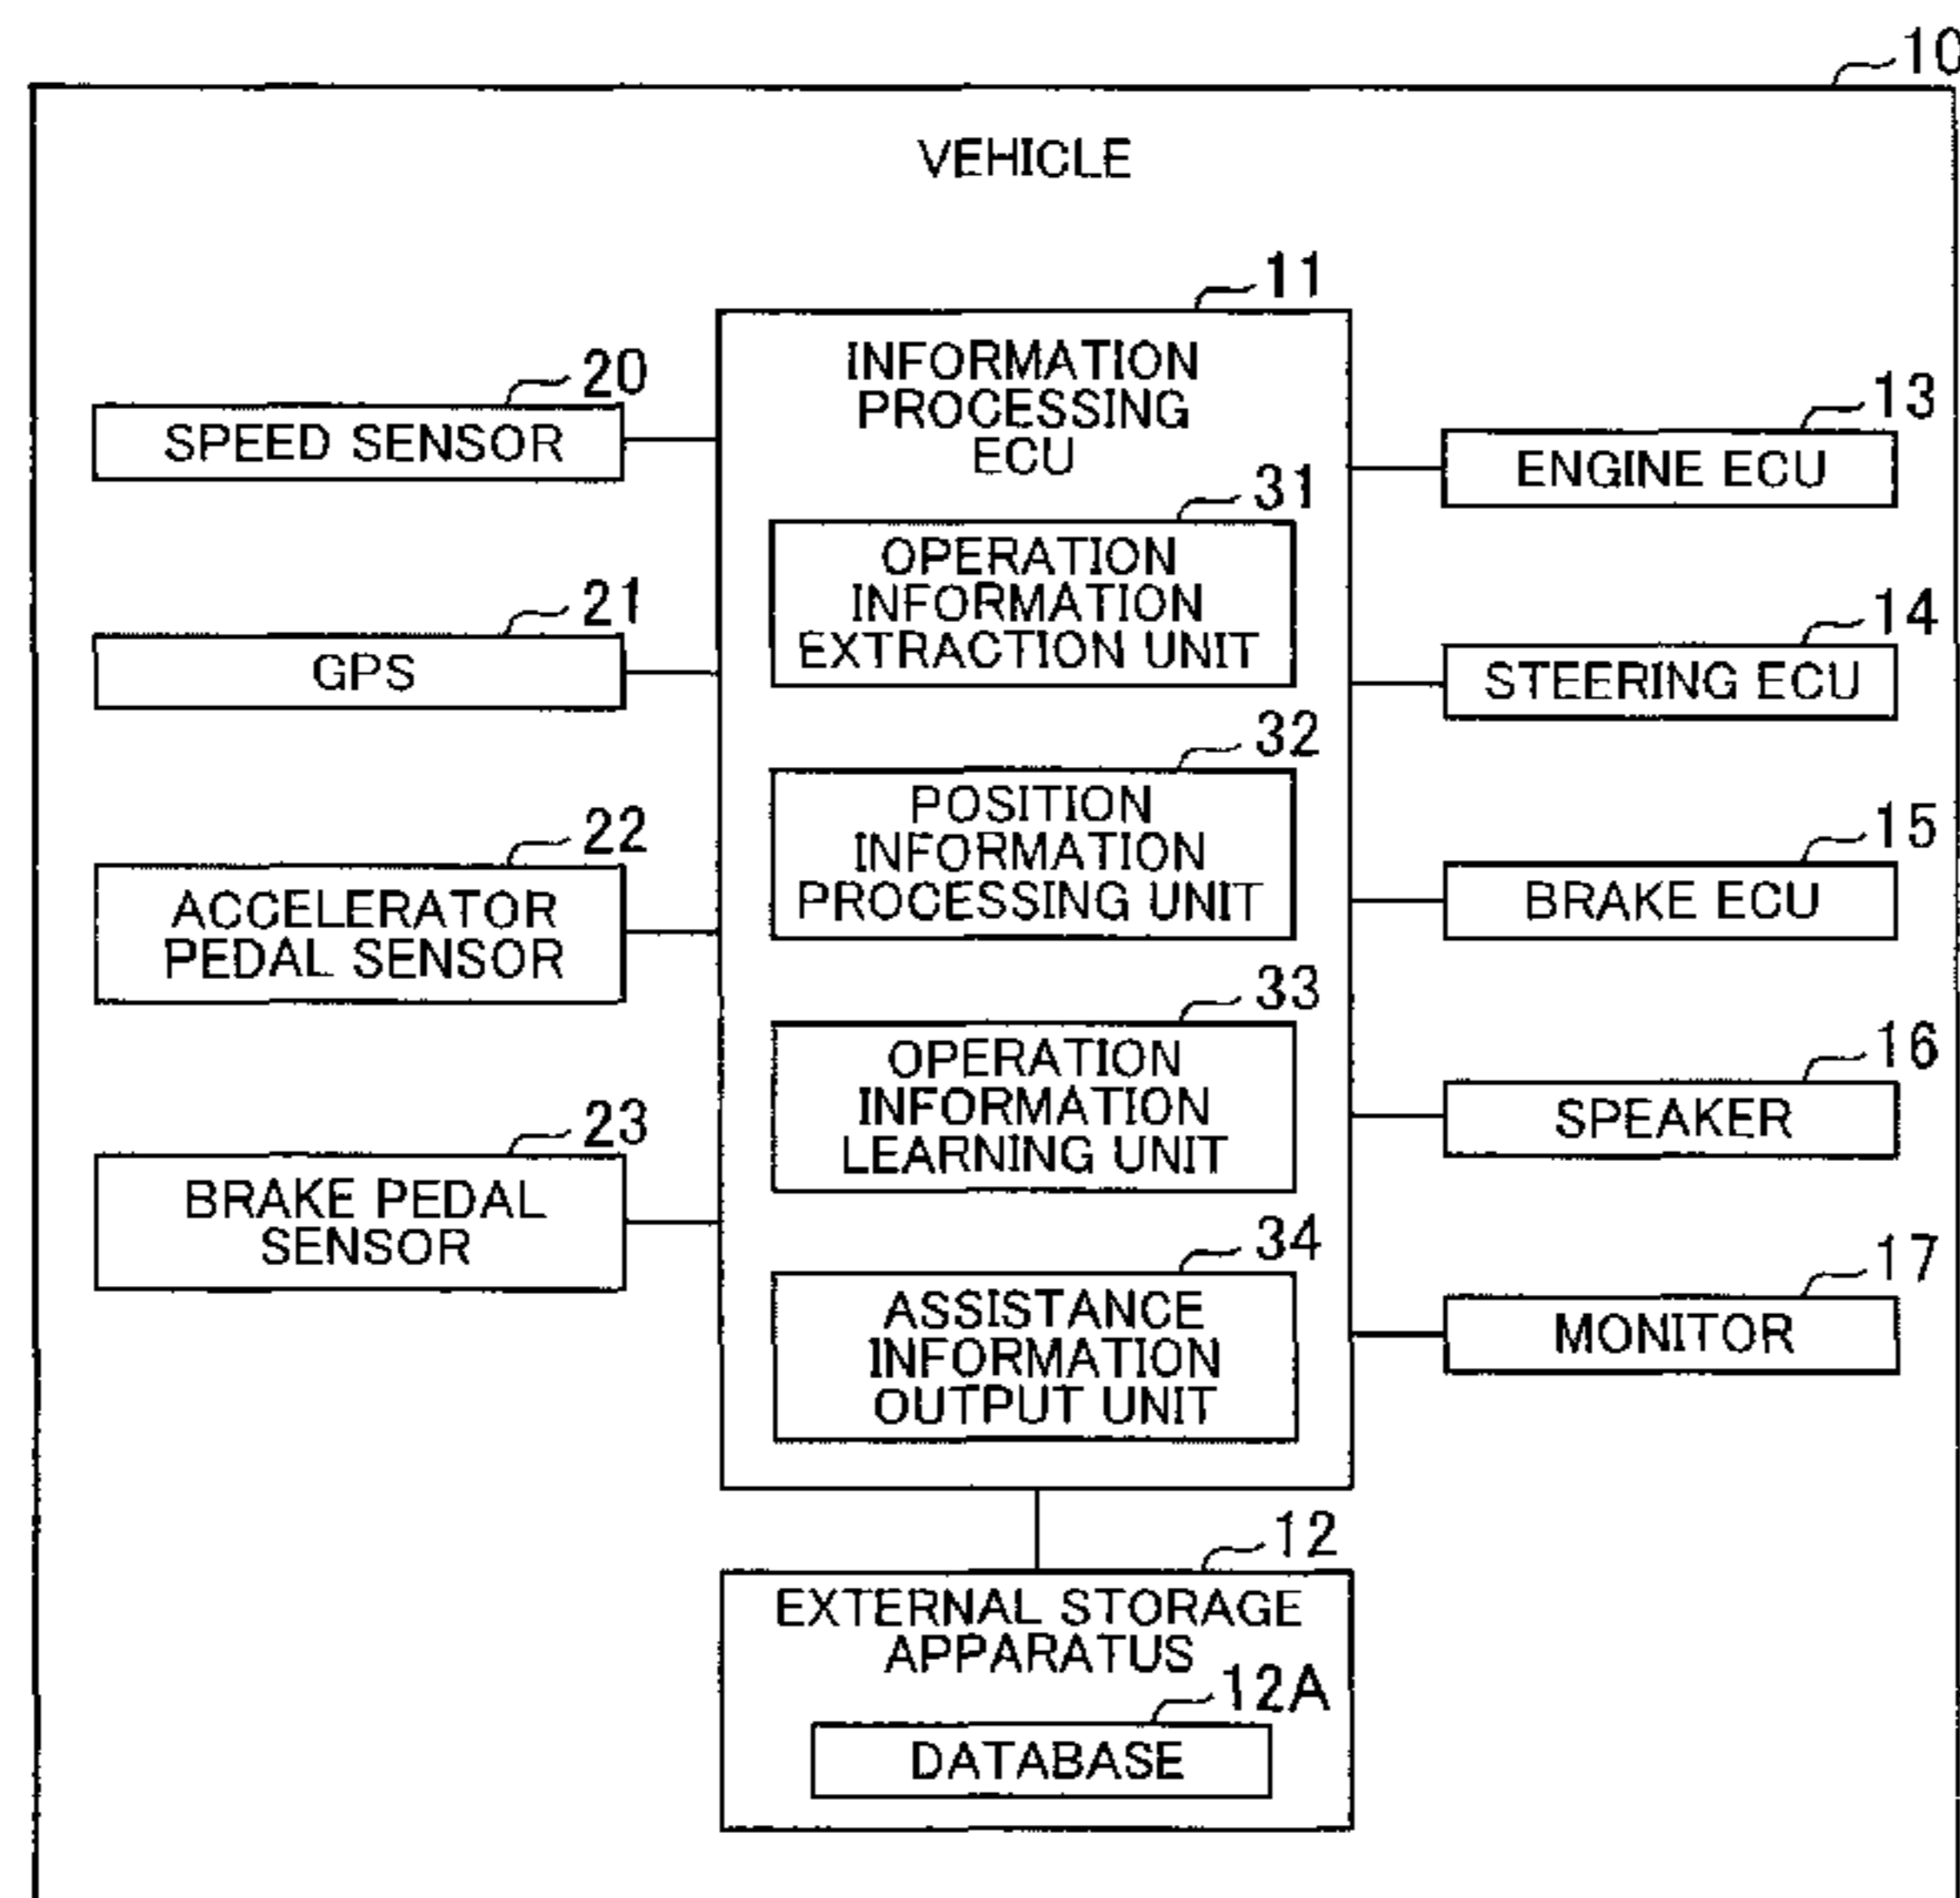 10
VEHICLE
11
INFORMATION
PROCESSING
ECU
20
SPEED SENSOR
21
GPS
22
ACCELERATOR
PEDAL SENSOR
23
BRAKE PEDAL
SENSOR
31
OPERATION
INFORMATION
EXTRACTION UNIT
32
POSITION
INFORMATION
PROCESSING UNIT
33
OPERATION
INFORMATION
LEARNING UNIT
34
ASSISTANCE
INFORMATION
OUTPUT UNIT
13
ENGINE ECU
14
STEERING ECU
15
BRAKE ECU
16
SPEAKER
17
MONITOR
12
EXTERNAL STORAGE
APPARATUS
12A
DATABASE